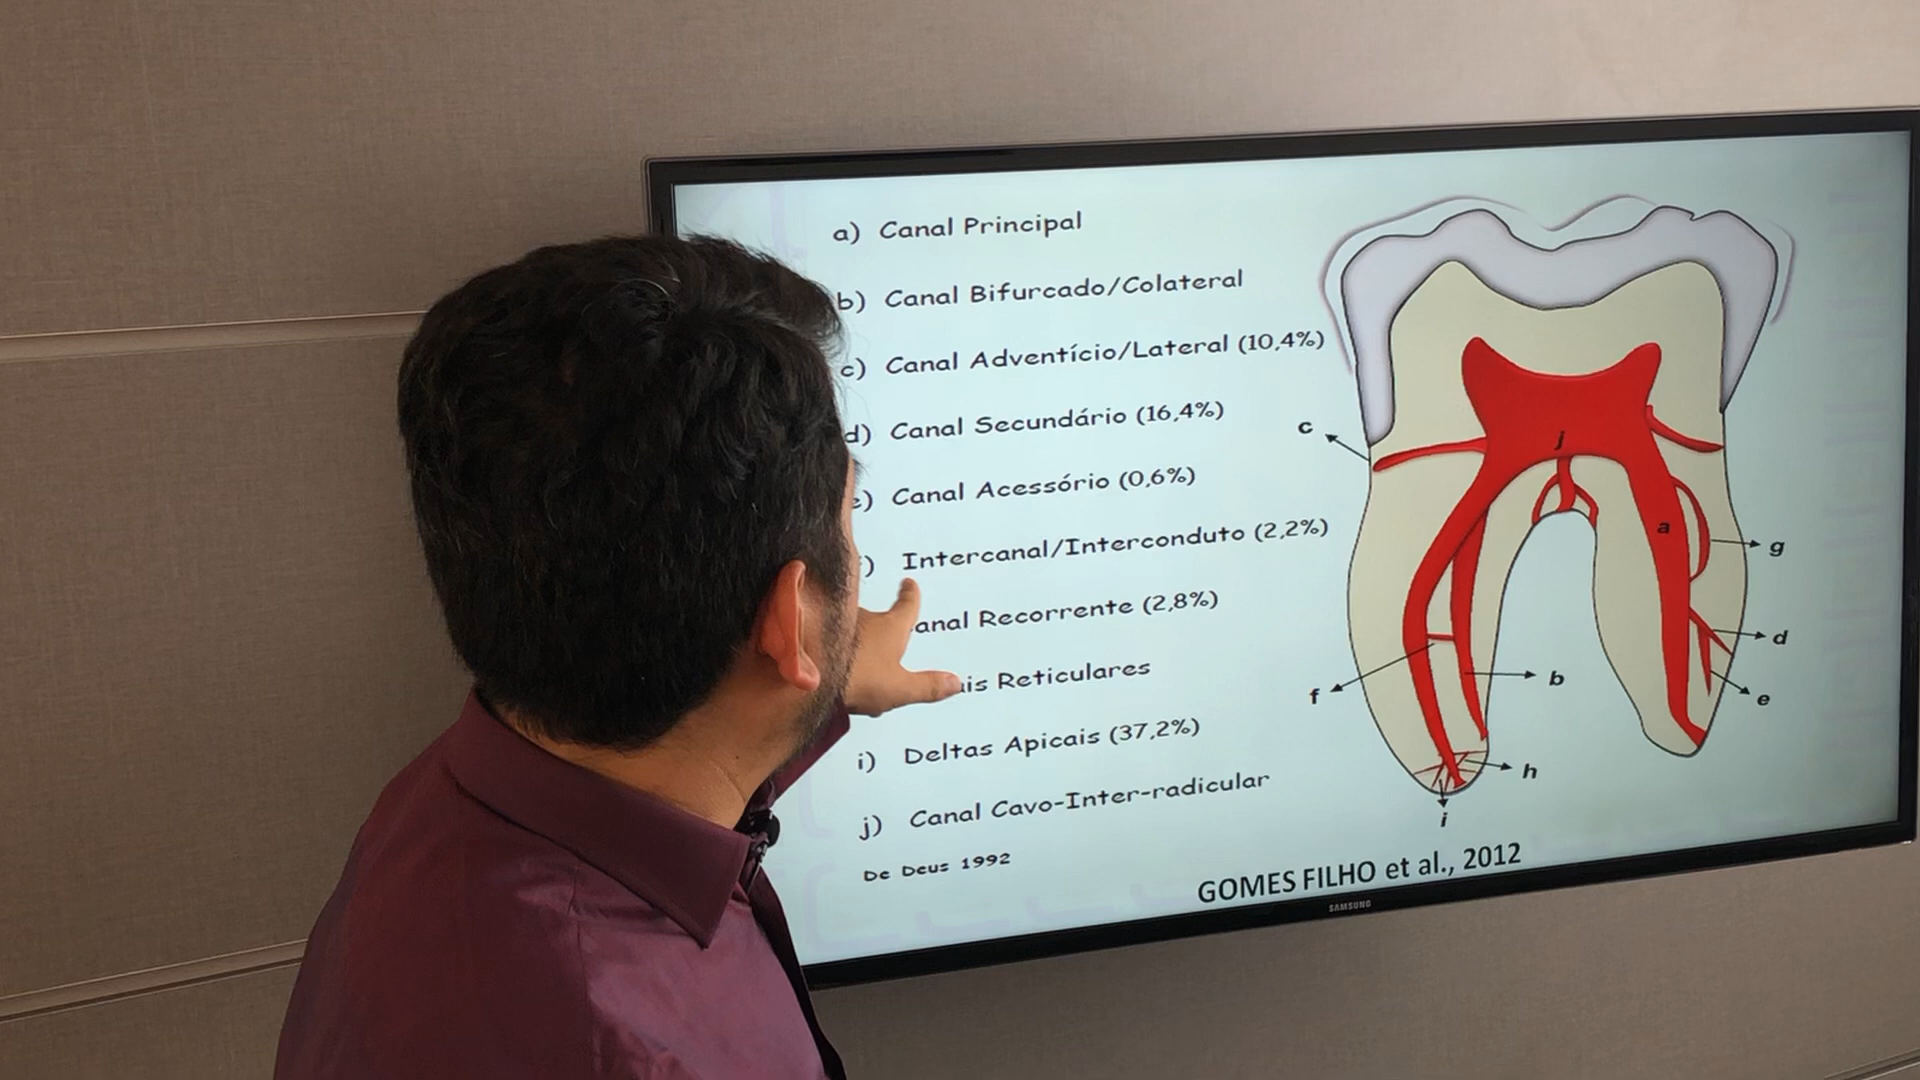 a) Canal Principal
b) Canal Bifurcado/Colateral
c) Canal Adventício/Lateral (10,4%)
d) Canal Secundário (16,4%)
e) Canal Acessório (0,6%)
) Intercanal/Interconduto (2,2%)
anal Recorrente (2,8%)
is Reticulares
i) Deltas Apicais (37,2%)
j) Canal Cavo-Inter-radicular
De Deus 1992
c
j
a
g
d
f
b
e
h
i
GOMES FILHO et al., 2012
SAMSUNG